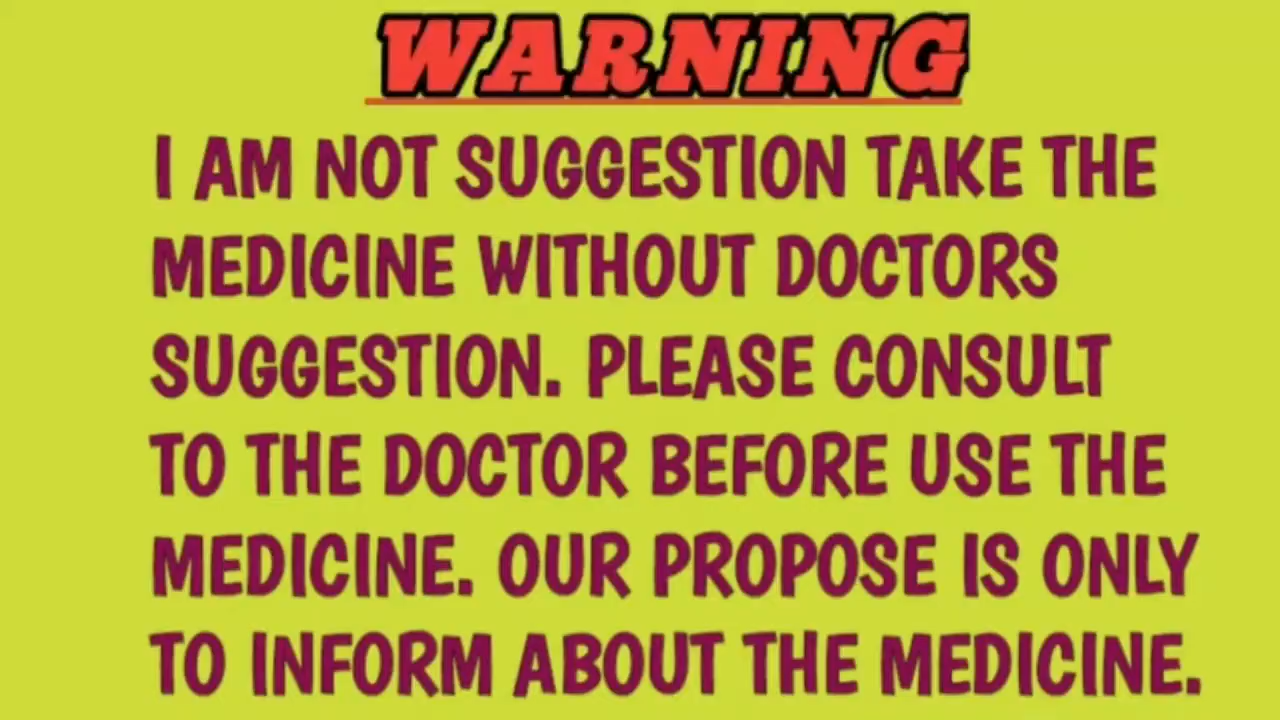 WARNING
I AM NOT SUGGESTION TAKE THE
MEDICINE WITHOUT DOCTORS
SUGGESTION. PLEASE CONSULT
TO THE DOCTOR BEFORE USE THE
MEDICINE. OUR PROPOSE IS ONLY
TO INFORM ABOUT THE MEDICINE.